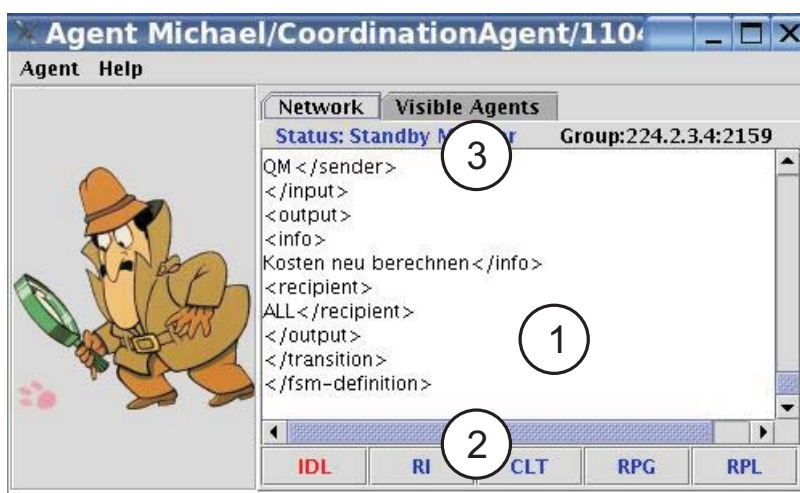 Agent Michael/CoordinationAgent/110
Agent Help
Network Visible Agents
Status: Standby Group:224.2.3.4:2159
3
QM</sender>
</input>
<output>
<info>
Kosten neu berechnen</info>
<recipient>
ALL</recipient>
</output>
1
</transition>
</fsm-definition>
2
IDL RI CLT RPG RPL